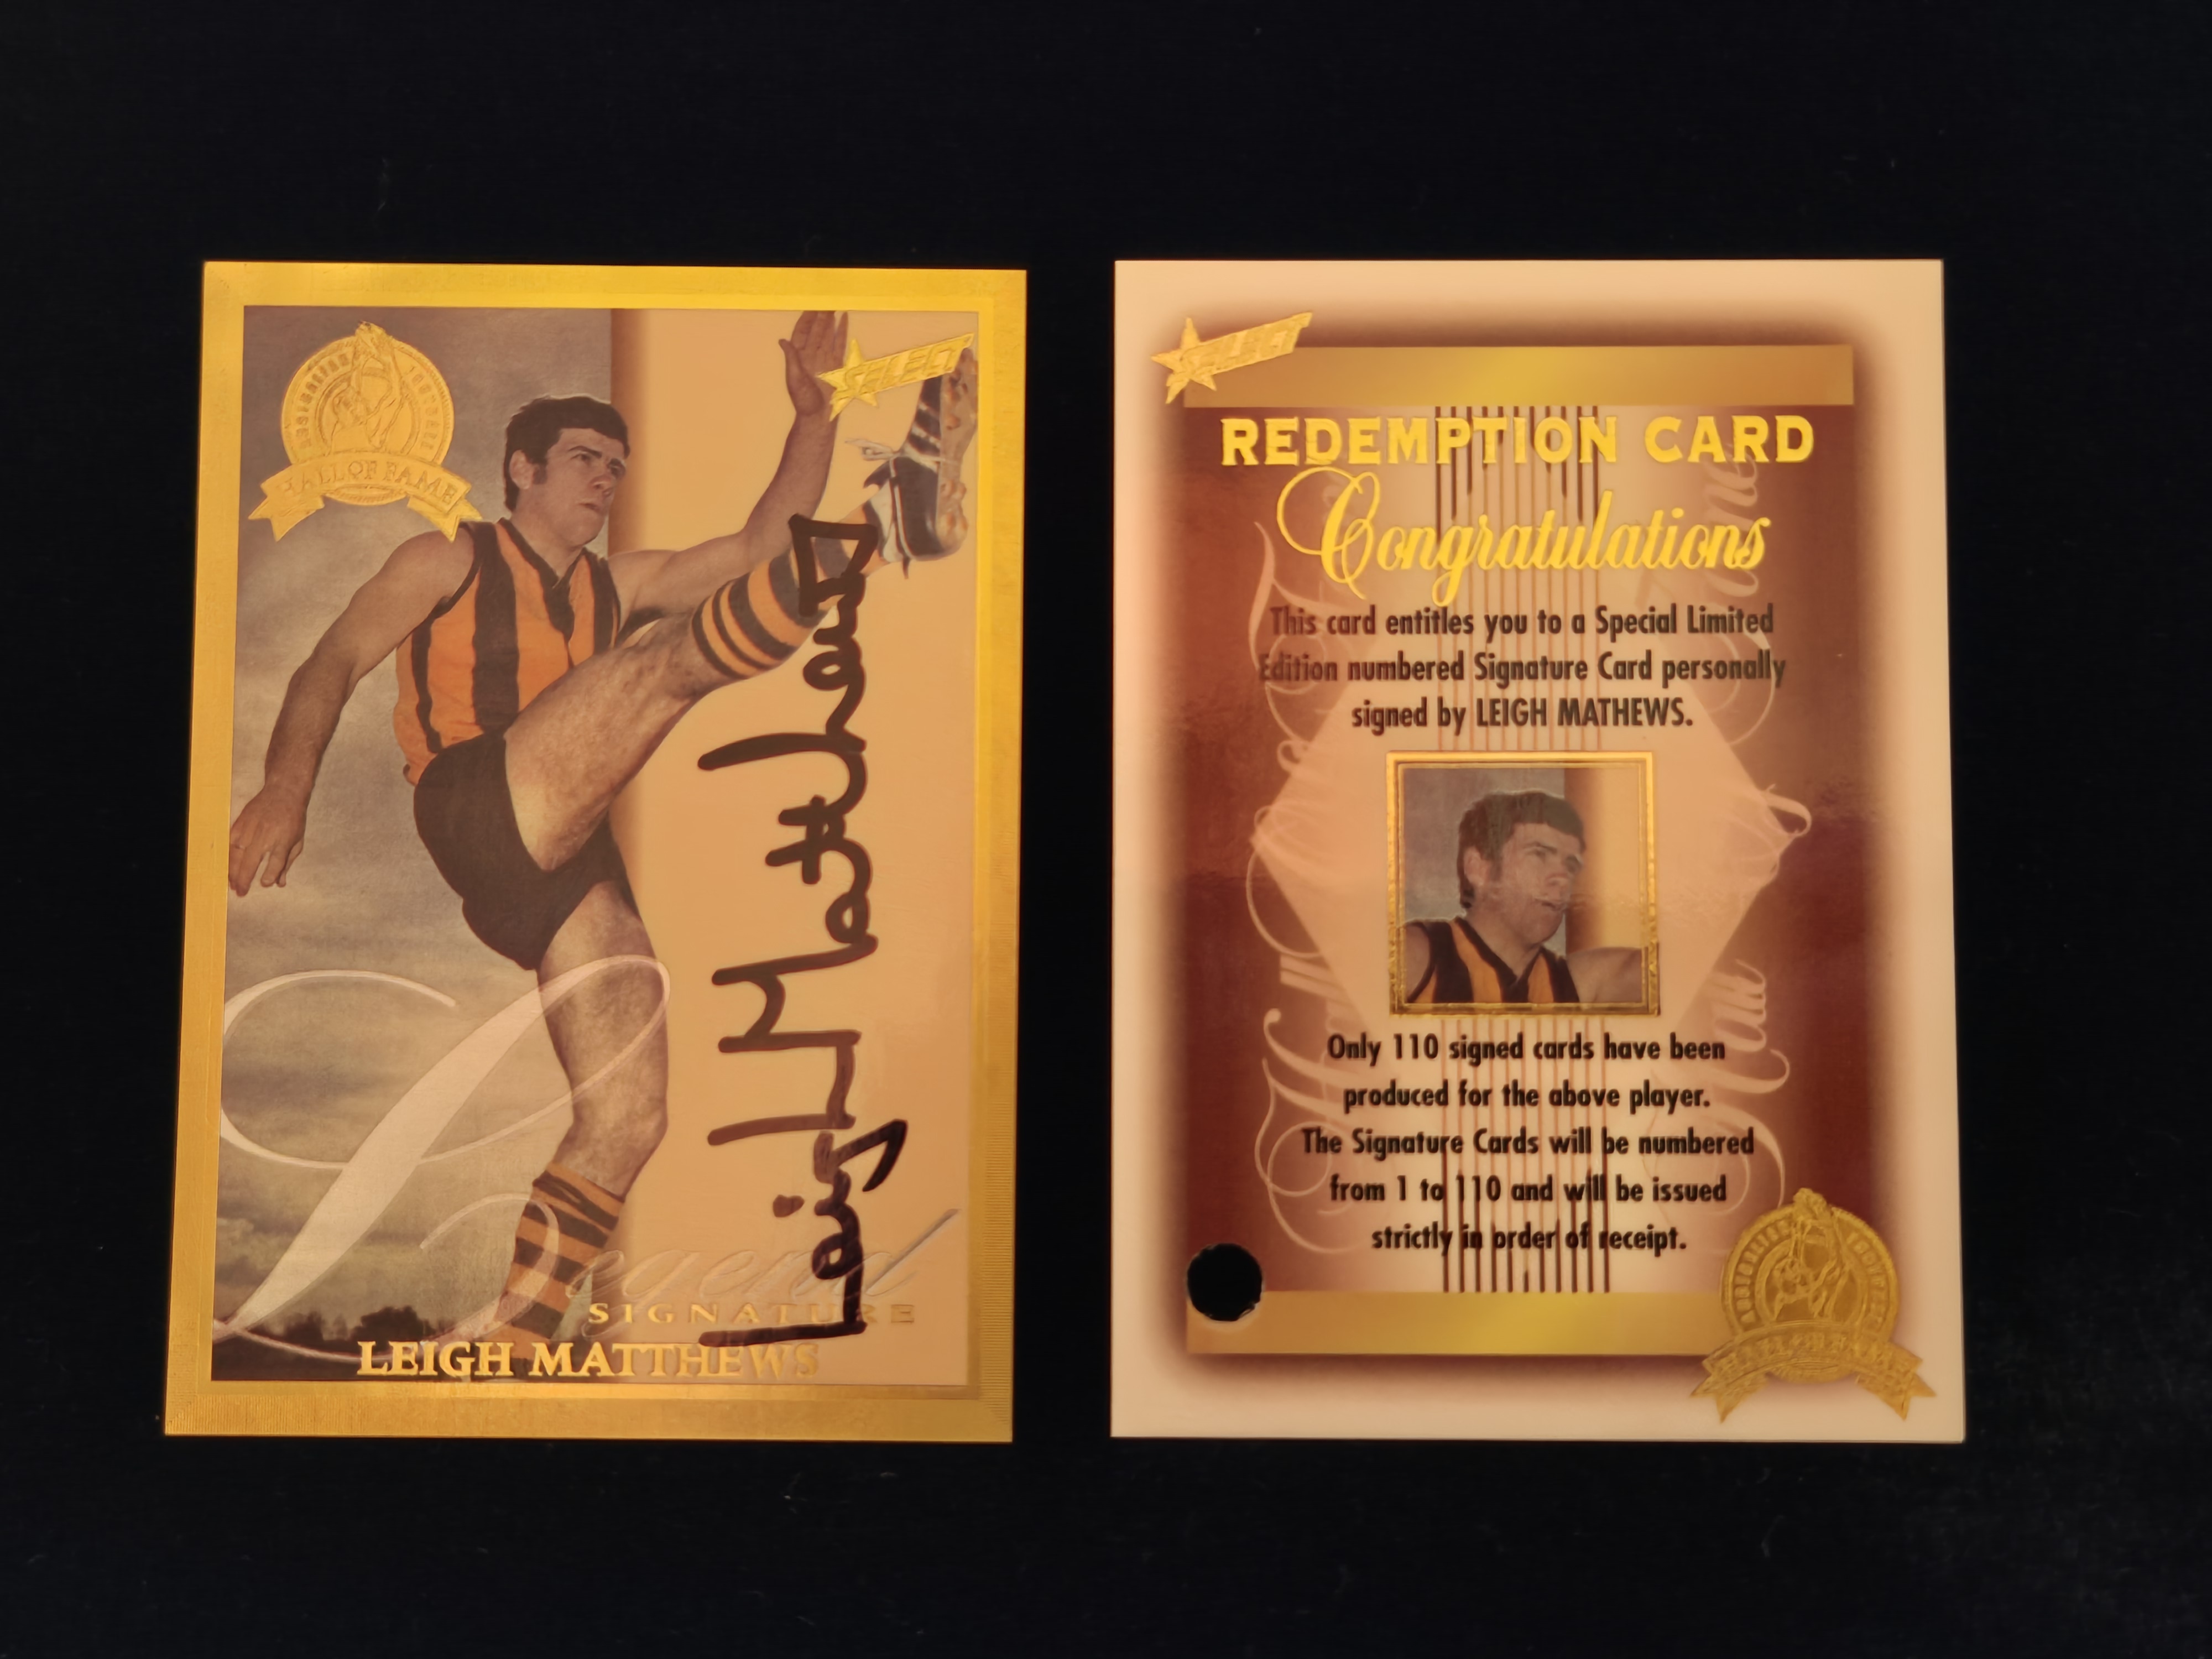 HALL OF FAME
SELECT
Leigh Matthews
Legend
SIGNATURE
LEIGH MATTHEWS
SELECT
REDEMPTION CARD
Congratulations
This card entitles you to a Special Limited
Edition numbered Signature Card personally
signed by LEIGH MATHEWS.
Only 110 signed cards have been
produced for the above player.
The Signature Cards will be numbered
from 1 to 110 and will be issued
strictly in order of receipt.
HALL OF FAME